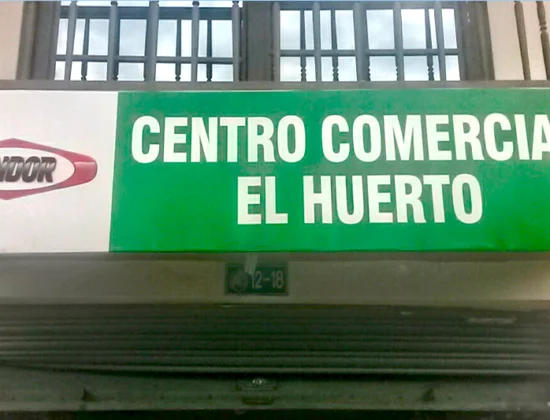 NDOR
CENTRO COMERCIA
EL HUERTO
12-18